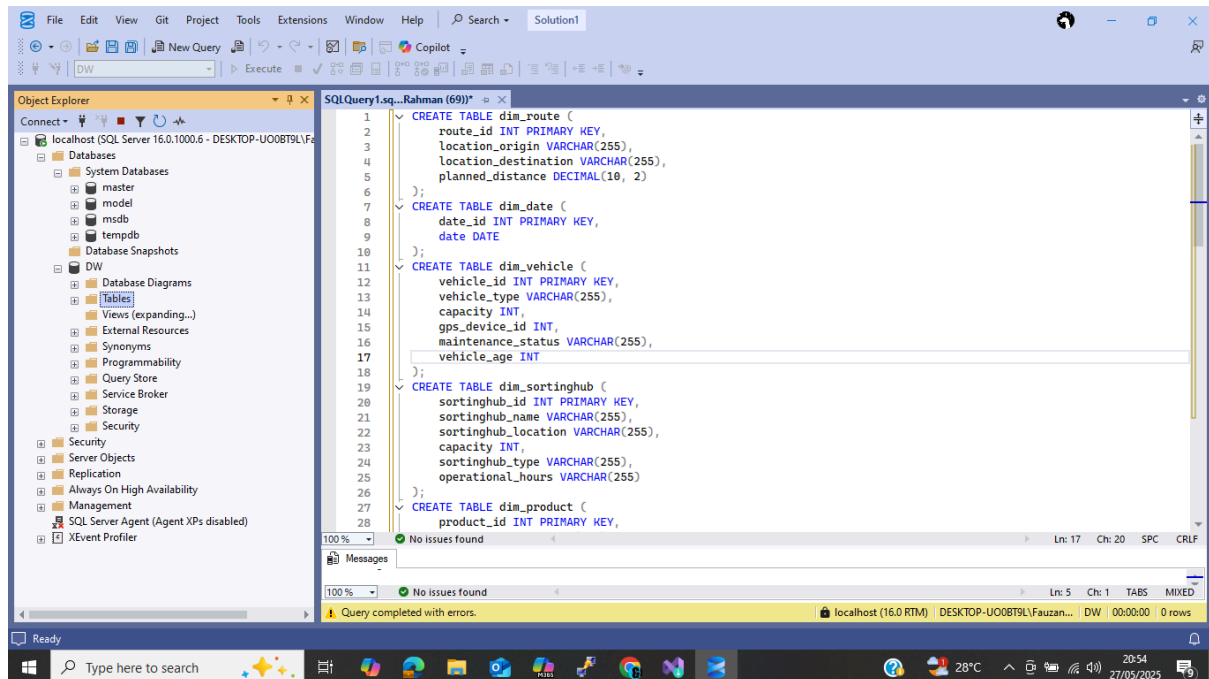 File Edit View Git Project Tools Extensions Window Help Search Solution1
New Query Copilot
DW Execute
Object Explorer
Connect
localhost (SQL Server 16.0.1000.6 - DESKTOP-UO0BT9L\Fa
Databases
System Databases
master
model
msdb
tempdb
Database Snapshots
DW
Database Diagrams
Tables
Views (expanding...)
External Resources
Synonyms
Programmability
Query Store
Service Broker
Storage
Security
Security
Server Objects
Replication
Always On High Availability
Management
SQL Server Agent (Agent XPs disabled)
XEvent Profiler
SQLQuery1.sq...Rahman (69))*
1 CREATE TABLE dim_route (
2 route_id INT PRIMARY KEY,
3 location_origin VARCHAR(255),
4 location_destination VARCHAR(255),
5 planned_distance DECIMAL(10, 2)
6 );
7 CREATE TABLE dim_date (
8 date_id INT PRIMARY KEY,
9 date DATE
10 );
11 CREATE TABLE dim_vehicle (
12 vehicle_id INT PRIMARY KEY,
13 vehicle_type VARCHAR(255),
14 capacity INT,
15 gps_device_id INT,
16 maintenance_status VARCHAR(255),
17 vehicle_age INT
18 );
19 CREATE TABLE dim_sortinghub (
20 sortinghub_id INT PRIMARY KEY,
21 sortinghub_name VARCHAR(255),
22 sortinghub_location VARCHAR(255),
23 capacity INT,
24 sortinghub_type VARCHAR(255),
25 operational_hours VARCHAR(255)
26 );
27 CREATE TABLE dim_product (
28 product_id INT PRIMARY KEY,
100 % No issues found Ln: 17 Ch: 20 SPC CRLF
Messages
100 % No issues found Ln: 5 Ch: 1 TABS MIXED
Query completed with errors. localhost (16.0 RTM) DESKTOP-UO0BT9L\Fauzan... DW 00:00:00 0 rows
Ready
Type here to search 28°C 20:54
27/05/2025